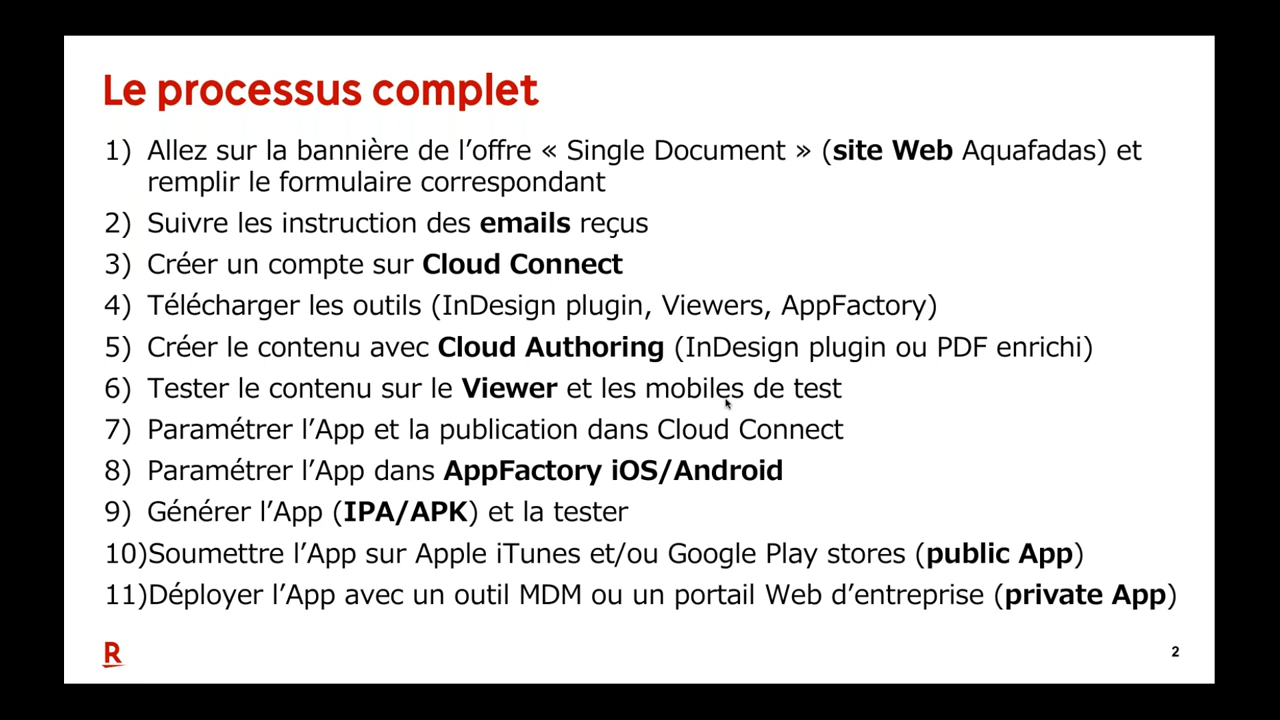 Le processus complet
1) Allez sur la bannière de l’offre « Single Document » (site Web Aquafadas) et
remplir le formulaire correspondant
2) Suivre les instruction des emails reçus
3) Créer un compte sur Cloud Connect
4) Télécharger les outils (InDesign plugin, Viewers, AppFactory)
5) Créer le contenu avec Cloud Authoring (InDesign plugin ou PDF enrichi)
6) Tester le contenu sur le Viewer et les mobiles de test
7) Paramétrer l’App et la publication dans Cloud Connect
8) Paramétrer l’App dans AppFactory iOS/Android
9) Générer l’App (IPA/APK) et la tester
10)Soumettre l’App sur Apple iTunes et/ou Google Play stores (public App)
11)Déployer l’App avec un outil MDM ou un portail Web d’entreprise (private App)
R
2